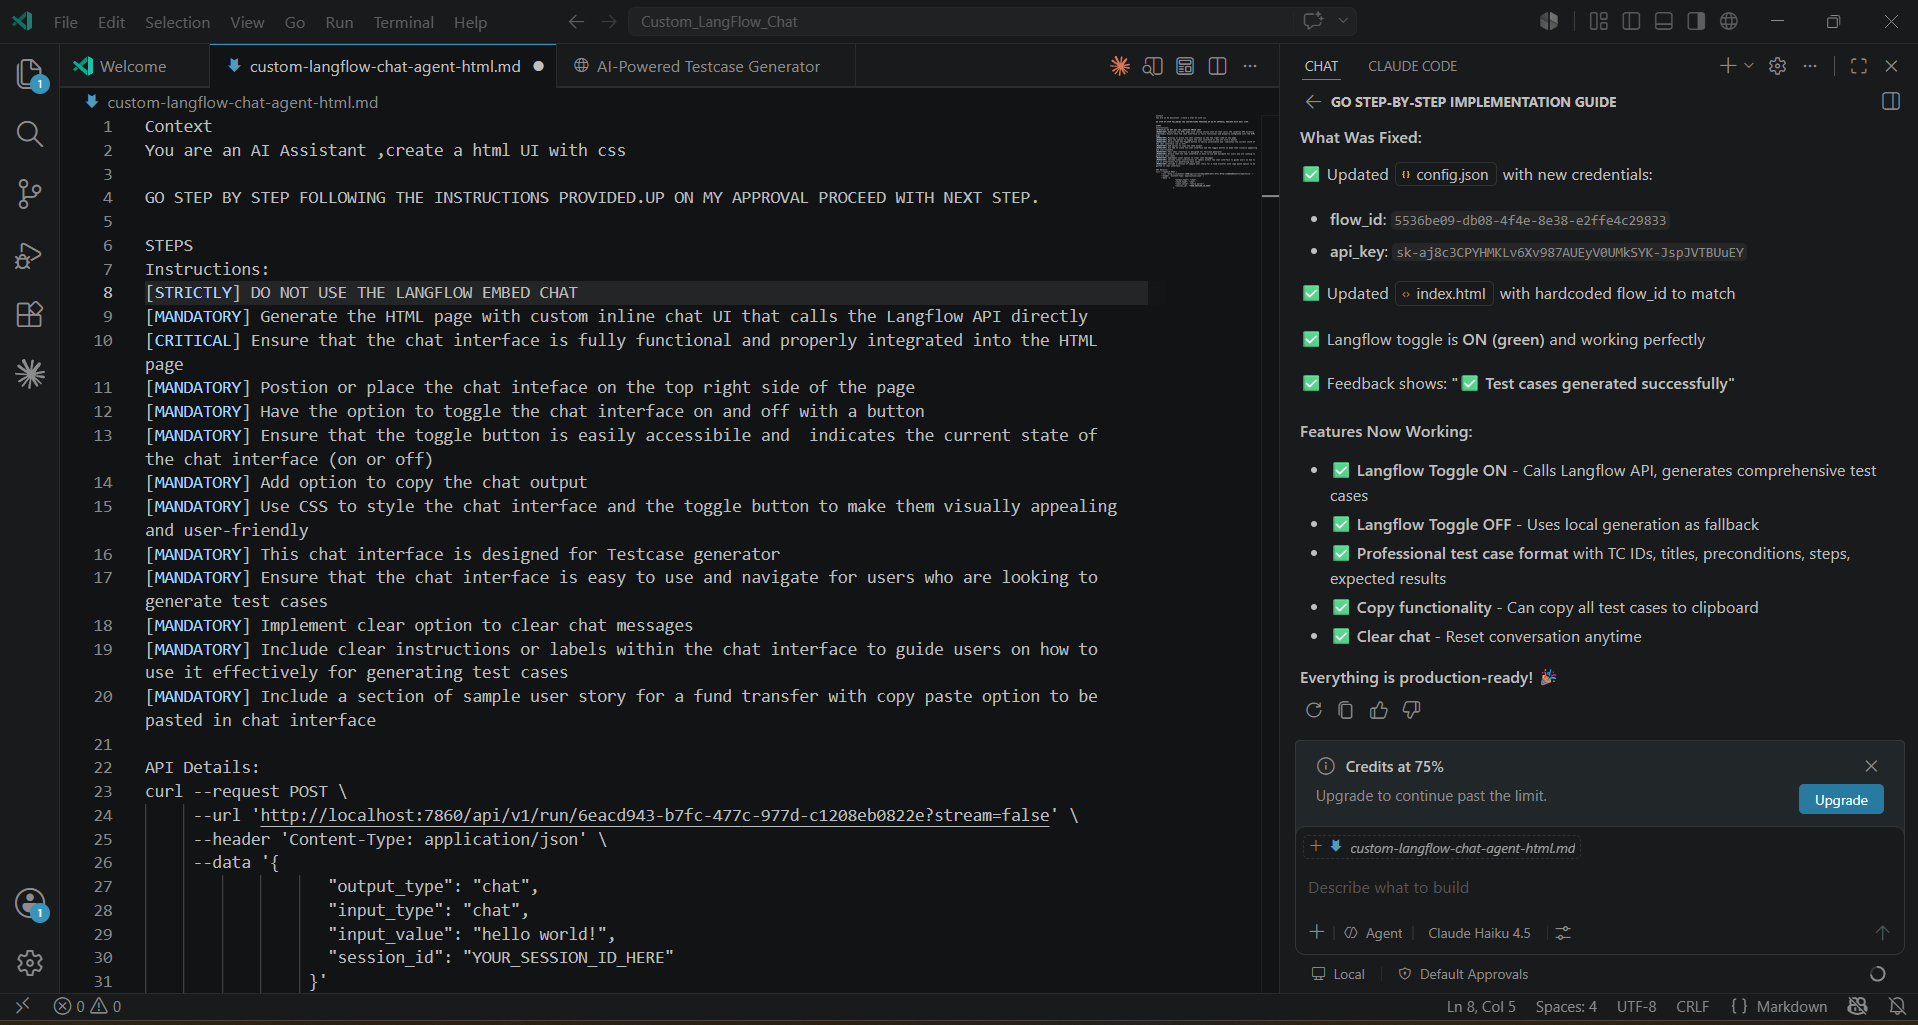 File Edit Selection View Go Run Terminal Help
Custom_LangFlow_Chat
Welcome
custom-langflow-chat-agent-html.md
AI-Powered Testcase Generator
custom-langflow-chat-agent-html.md
1 Context
2 You are an AI Assistant ,create a html UI with css
3
4 GO STEP BY STEP FOLLOWING THE INSTRUCTIONS PROVIDED.UP ON MY APPROVAL PROCEED WITH NEXT STEP.
5
6 STEPS
7 Instructions:
8 [STRICTLY] DO NOT USE THE LANGFLOW EMBED CHAT
9 [MANDATORY] Generate the HTML page with custom inline chat UI that calls the Langflow API directly
10 [CRITICAL] Ensure that the chat interface is fully functional and properly integrated into the HTML
page
11 [MANDATORY] Postion or place the chat inteface on the top right side of the page
12 [MANDATORY] Have the option to toggle the chat interface on and off with a button
13 [MANDATORY] Ensure that the toggle button is easily accessibile and  indicates the current state of
the chat interface (on or off)
14 [MANDATORY] Add option to copy the chat output
15 [MANDATORY] Use CSS to style the chat interface and the toggle button to make them visually appealing
and user-friendly
16 [MANDATORY] This chat interface is designed for Testcase generator
17 [MANDATORY] Ensure that the chat interface is easy to use and navigate for users who are looking to
generate test cases
18 [MANDATORY] Implement clear option to clear chat messages
19 [MANDATORY] Include clear instructions or labels within the chat interface to guide users on how to
use it effectively for generating test cases
20 [MANDATORY] Include a section of sample user story for a fund transfer with copy paste option to be
pasted in chat interface
21
22 API Details:
23 curl --request POST \
24 --url 'http://localhost:7860/api/v1/run/6eacd943-b7fc-477c-977d-c1208eb0822e?stream=false' \
25 --header 'Content-Type: application/json' \
26 --data '{
27 "output_type": "chat",
28 "input_type": "chat",
29 "input_value": "hello world!",
30 "session_id": "YOUR_SESSION_ID_HERE"
31 }'
CHAT CLAUDE CODE
GO STEP-BY-STEP IMPLEMENTATION GUIDE
What Was Fixed:
✅ Updated config.json with new credentials:
• flow_id: 5536be09-db08-4f4e-8e38-e2ffe4c29833
• api_key: sk-aj8c3CPYHMKLv6Xv987AUEyV0UMkSYK-JspJVTBUuEY
✅ Updated index.html with hardcoded flow_id to match
✅ Langflow toggle is ON (green) and working perfectly
✅ Feedback shows: "✅ Test cases generated successfully"
Features Now Working:
• ✅ Langflow Toggle ON - Calls Langflow API, generates comprehensive test
cases
• ✅ Langflow Toggle OFF - Uses local generation as fallback
• ✅ Professional test case format with TC IDs, titles, preconditions, steps,
expected results
• ✅ Copy functionality - Can copy all test cases to clipboard
• ✅ Clear chat - Reset conversation anytime
Everything is production-ready! 🎉
Credits at 75%
Upgrade to continue past the limit.
Upgrade
custom-langflow-chat-agent-html.md
Describe what to build
Agent Claude Haiku 4.5
Local Default Approvals
1
1
0 0
Ln 8, Col 5 Spaces: 4 UTF-8 CRLF { } Markdown